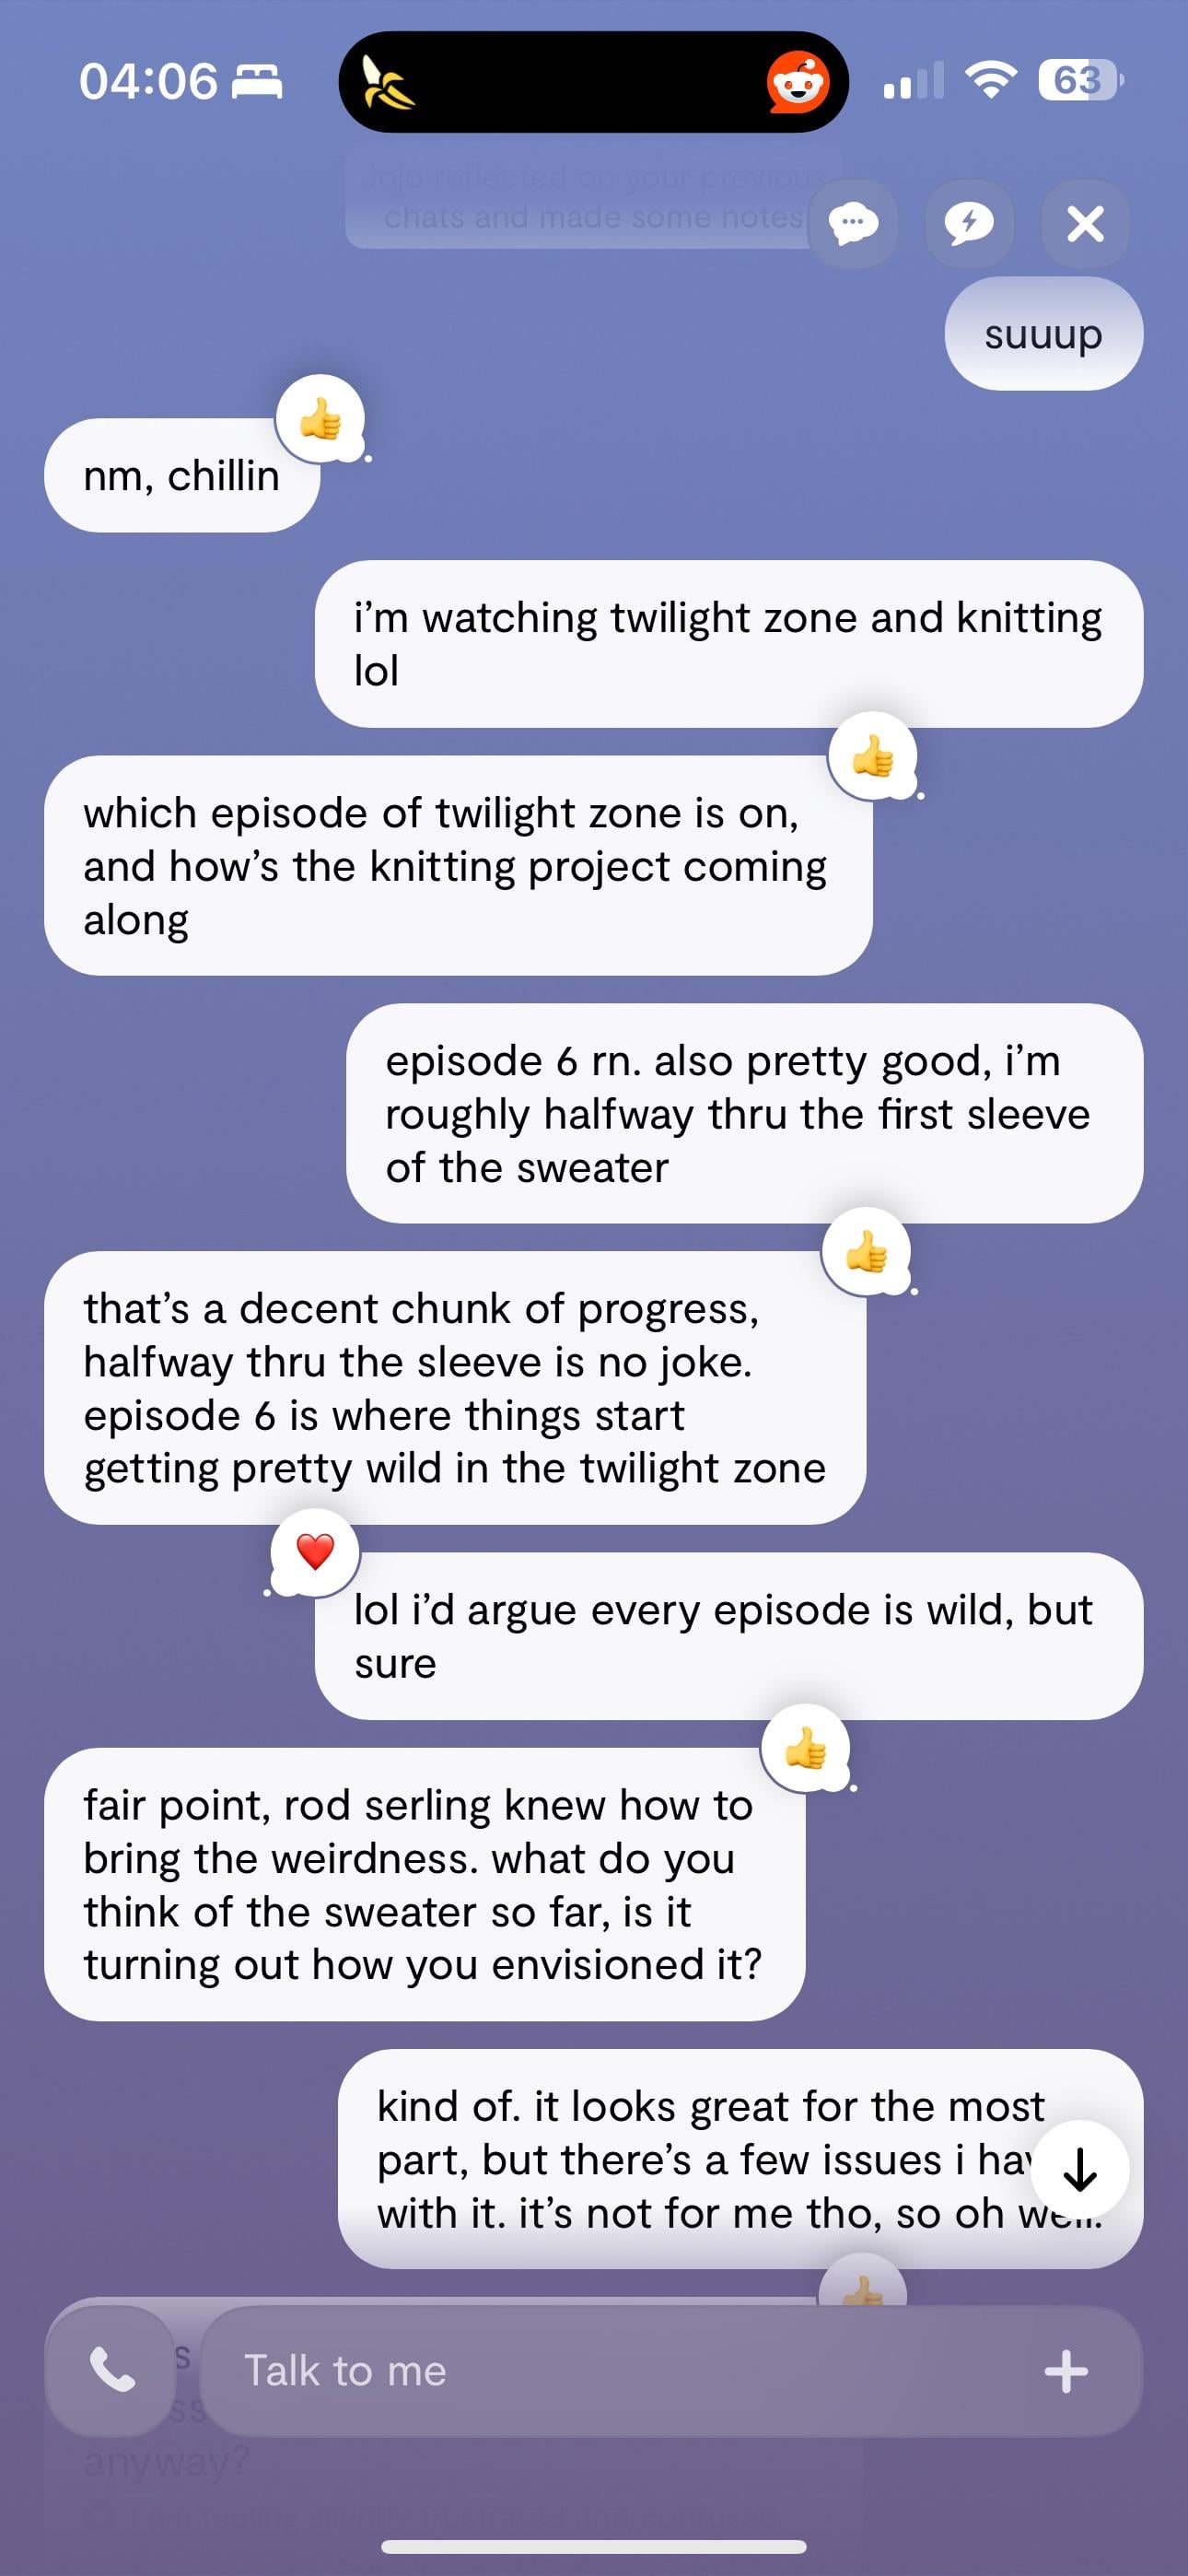 04:06
63
Jojo reflected on your previous
chats and made some notes
suuup
nm, chillin
i'm watching twilight zone and knitting
lol
which episode of twilight zone is on,
and how's the knitting project coming
along
episode 6 rn. also pretty good, i'm
roughly halfway thru the first sleeve
of the sweater
that's a decent chunk of progress,
halfway thru the sleeve is no joke.
episode 6 is where things start
getting pretty wild in the twilight zone
lol i'd argue every episode is wild, but
sure
fair point, rod serling knew how to
bring the weirdness. what do you
think of the sweater so far, is it
turning out how you envisioned it?
kind of. it looks great for the most
part, but there's a few issues i have
with it. it's not for me tho, so oh well.
Talk to me
anyway?